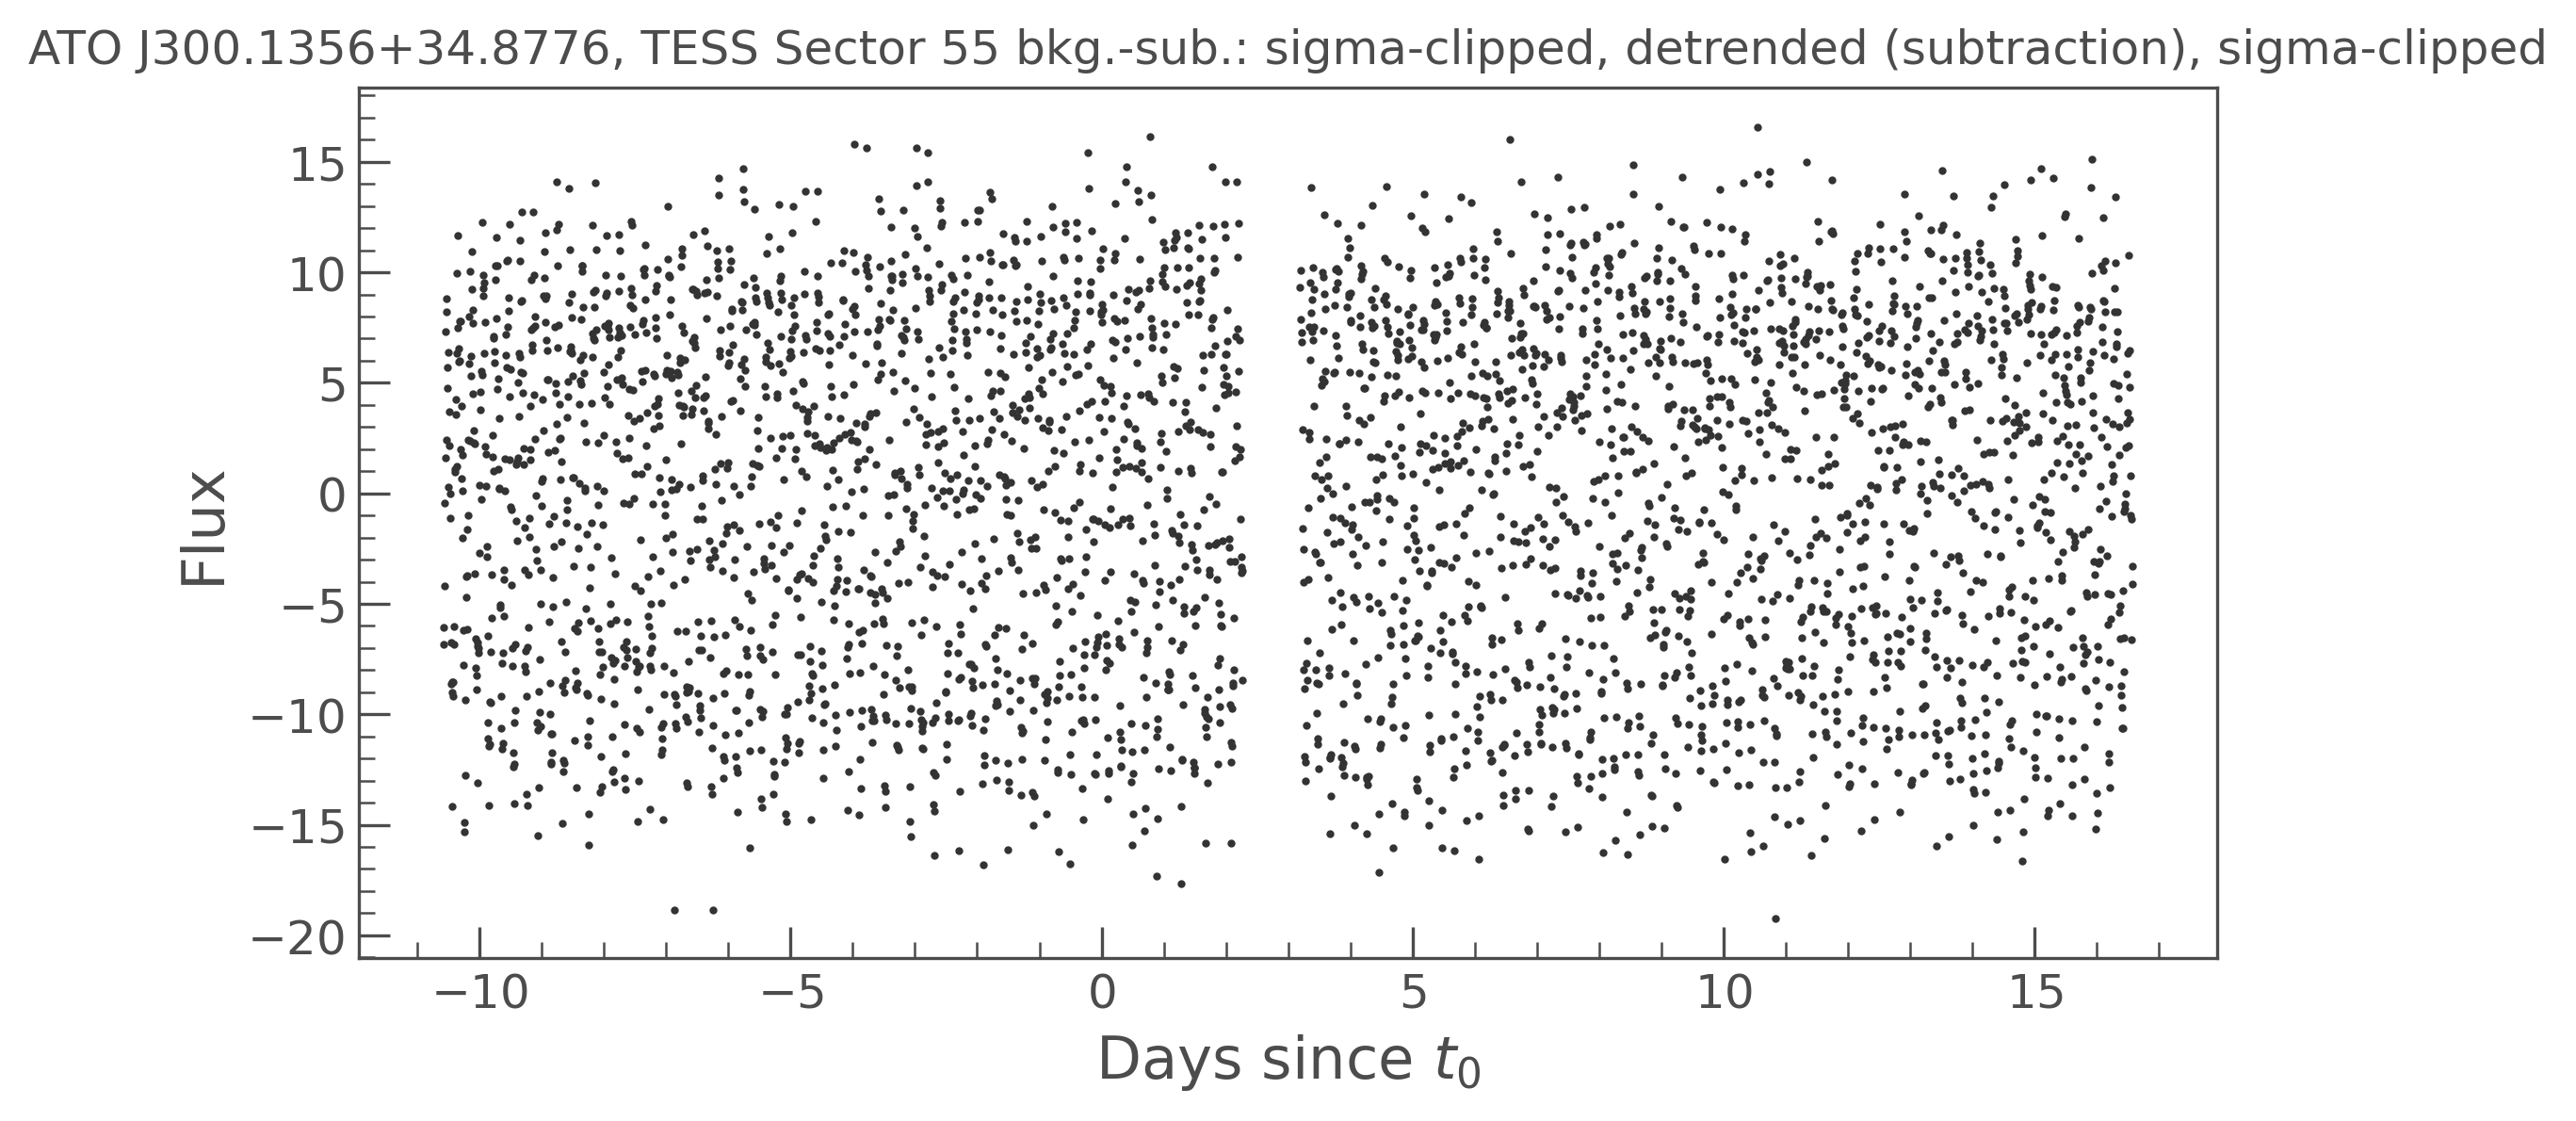 ATO J300.1356+34.8776, TESS Sector 55 bkg.-sub.: sigma-clipped, detrended (subtraction), sigma-clipped
15
10
5
0
−5
−10
−15
−20
Flux
−10 −5 0 5 10 15
Days since t0